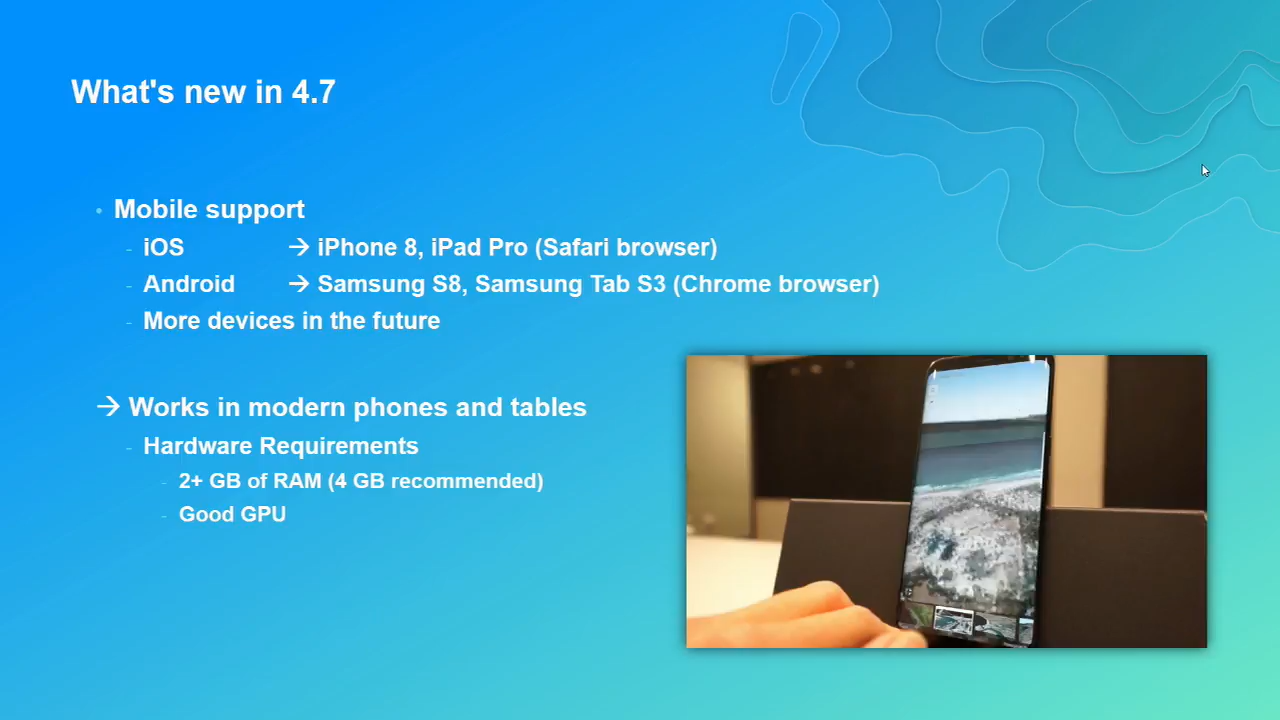 What's new in 4.7
• Mobile support
- iOS → iPhone 8, iPad Pro (Safari browser)
- Android → Samsung S8, Samsung Tab S3 (Chrome browser)
- More devices in the future
→ Works in modern phones and tables
- Hardware Requirements
- 2+ GB of RAM (4 GB recommended)
- Good GPU